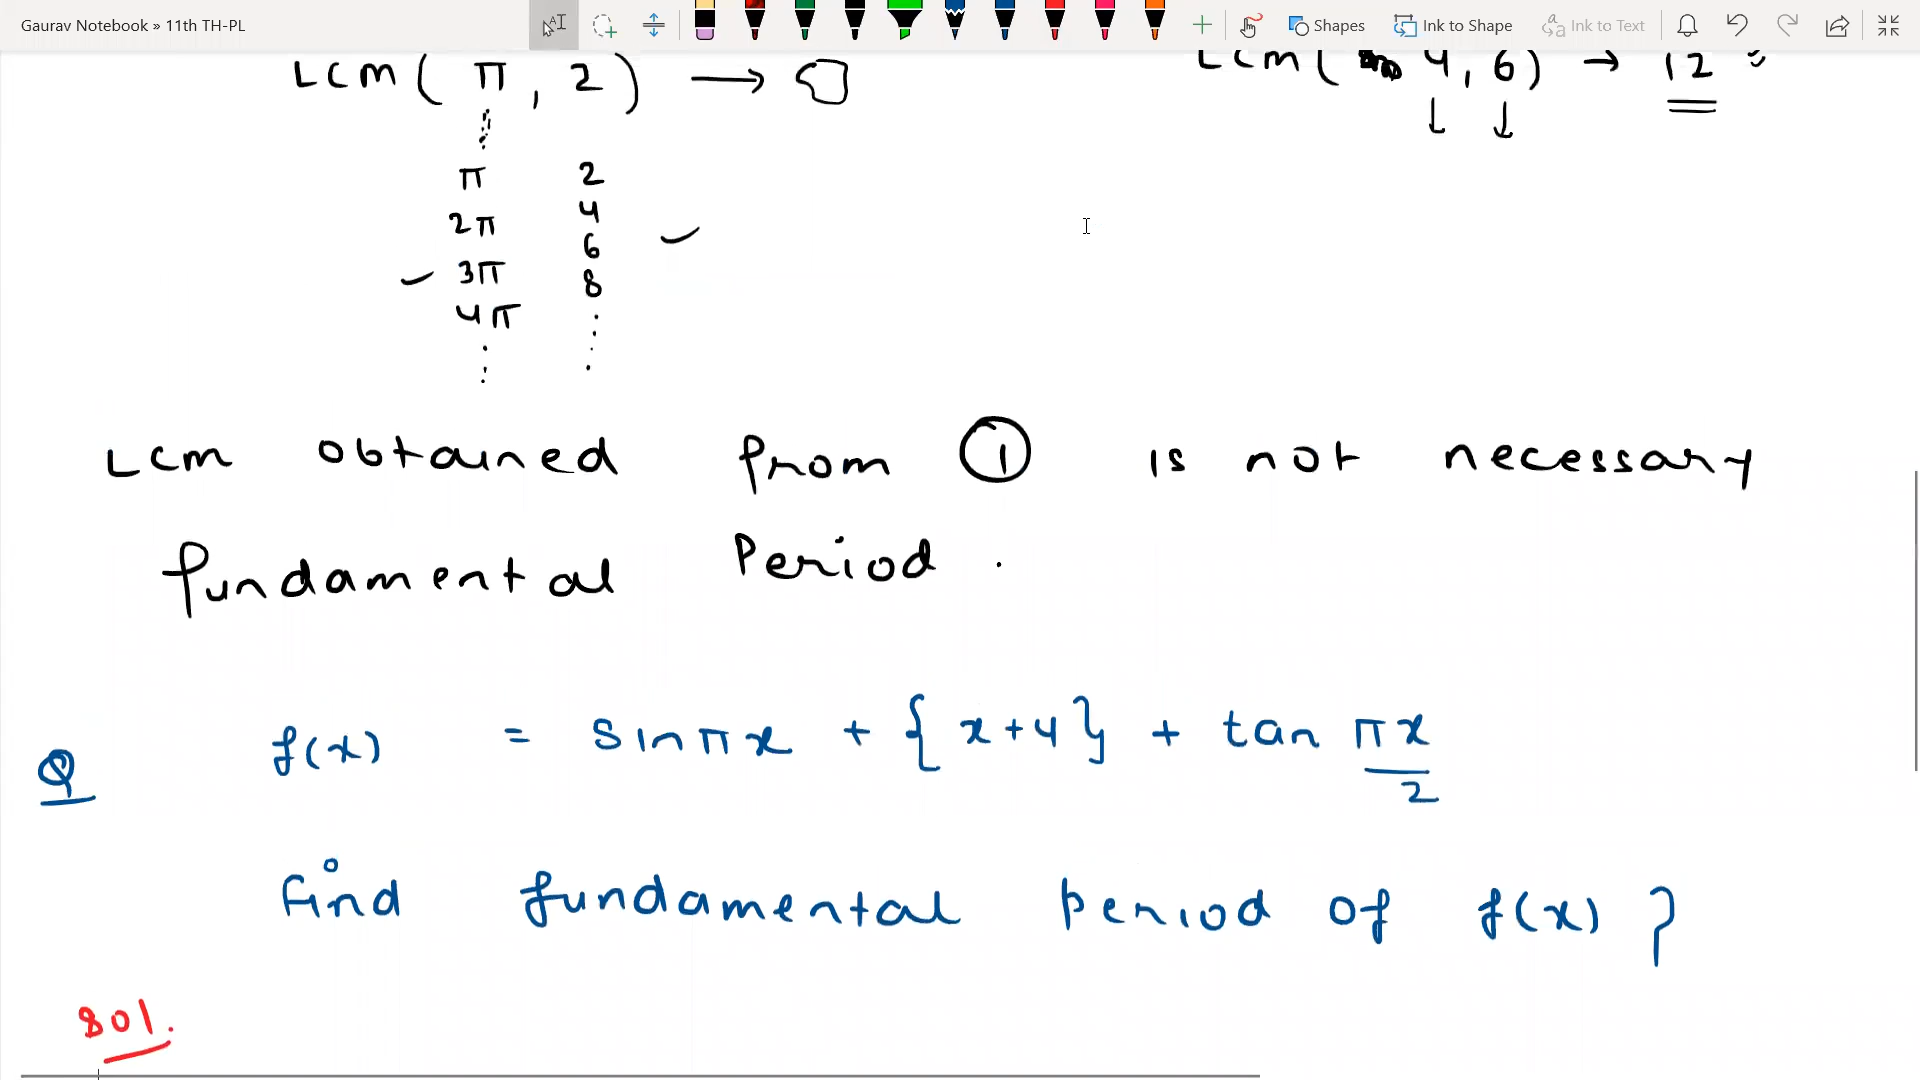 Gaurav Notebook » 11th TH-PL
Shapes
Ink to Shape
Ink to Text
LCM ( π , 2 ) →
LCM ( 4, 6 ) → 12
↓ ↓
π 2
2π 4
6
3π 8
4π
LCM obtained from ① is not necessary
fundamental Period .
Q f(x) = sin πx + { x+4 } + tan πx
2
Find fundamental period of f(x) ?
Sol.